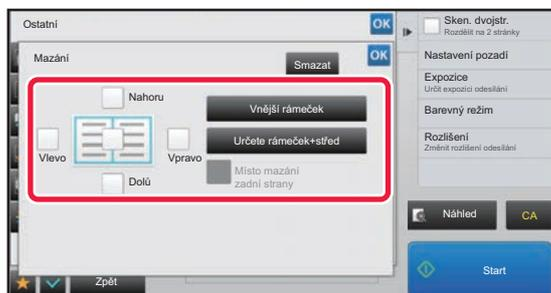 Ostatní
OK
Mazání
Smazat
OK
Nahoru
Vlevo
Vpravo
Dolů
Vnější rámeček
Určete rámeček+střed
Místo mazání
zadní strany
Zpět
Sken. dvojstr.
Rozdělit na 2 stránky
Nastavení pozadí
Expozice
Určit expozici odesílání
Barevný režim
Rozlišení
Změnit rozlišení odesílání
Náhled
CA
Start